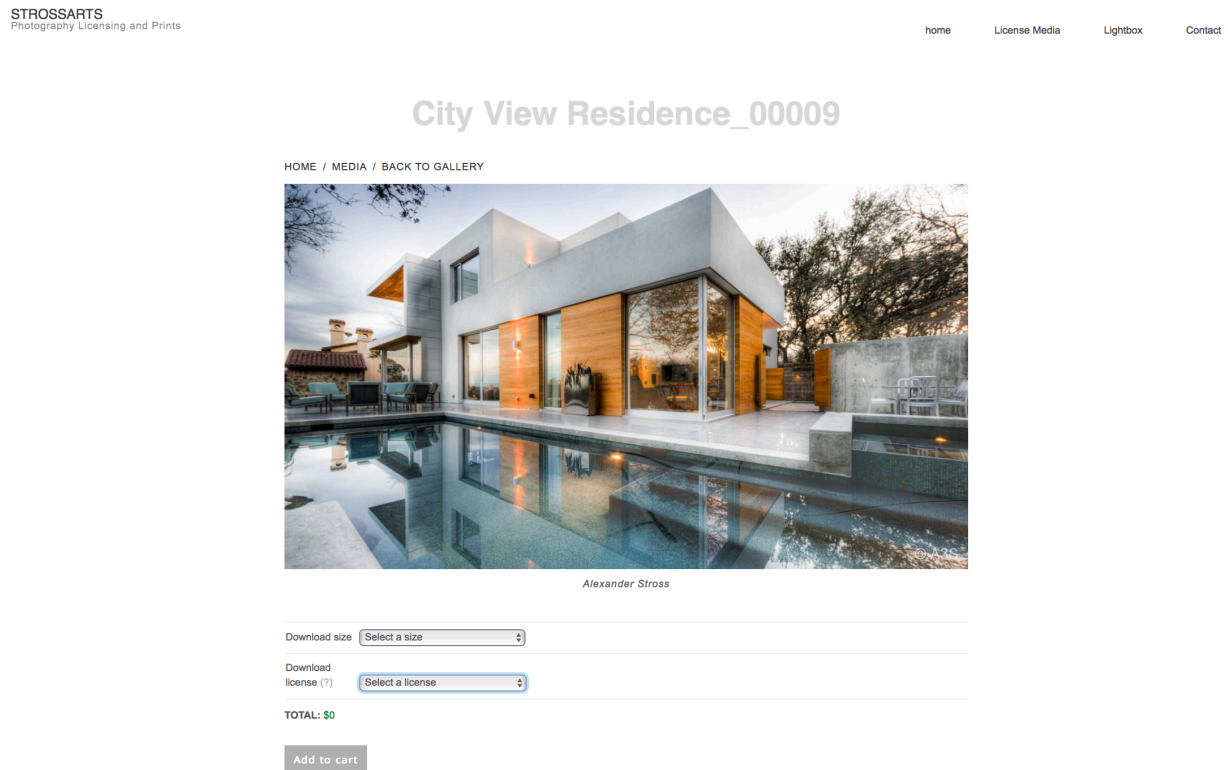 STROSSARTS
Photography Licensing and Prints
home License Media Lightbox Contact
City View Residence_00009
HOME / MEDIA / BACK TO GALLERY
© A3S
Alexander Stross
Download size Select a size
Download
license (?) Select a license
TOTAL: $0
Add to cart